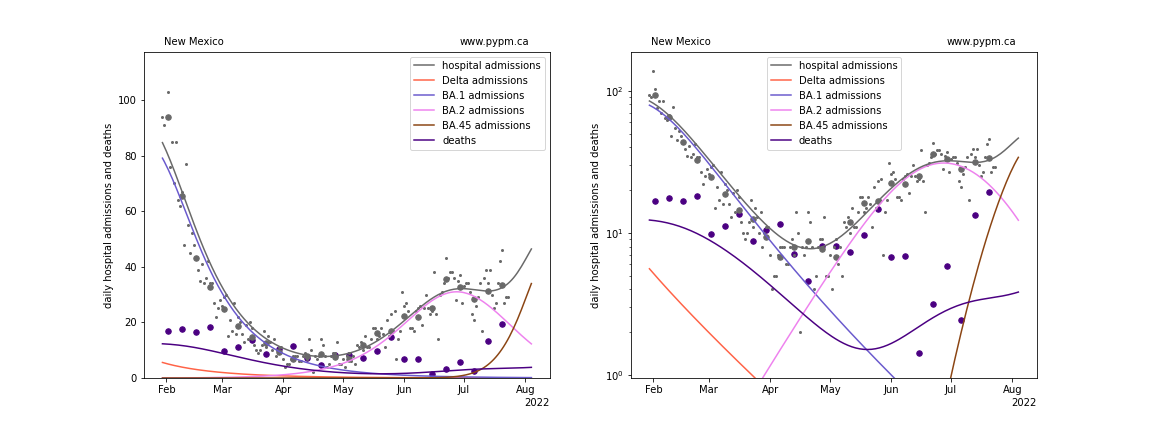 New Mexico www.pypm.ca
daily hospital admissions and deaths
100
80
60
40
20
0
hospital admissions
Delta admissions
BA.1 admissions
BA.2 admissions
BA.45 admissions
deaths
Feb Mar Apr May Jun Jul Aug
2022
New Mexico www.pypm.ca
daily hospital admissions and deaths
10²
10¹
10⁰
hospital admissions
Delta admissions
BA.1 admissions
BA.2 admissions
BA.45 admissions
deaths
Feb Mar Apr May Jun Jul Aug
2022